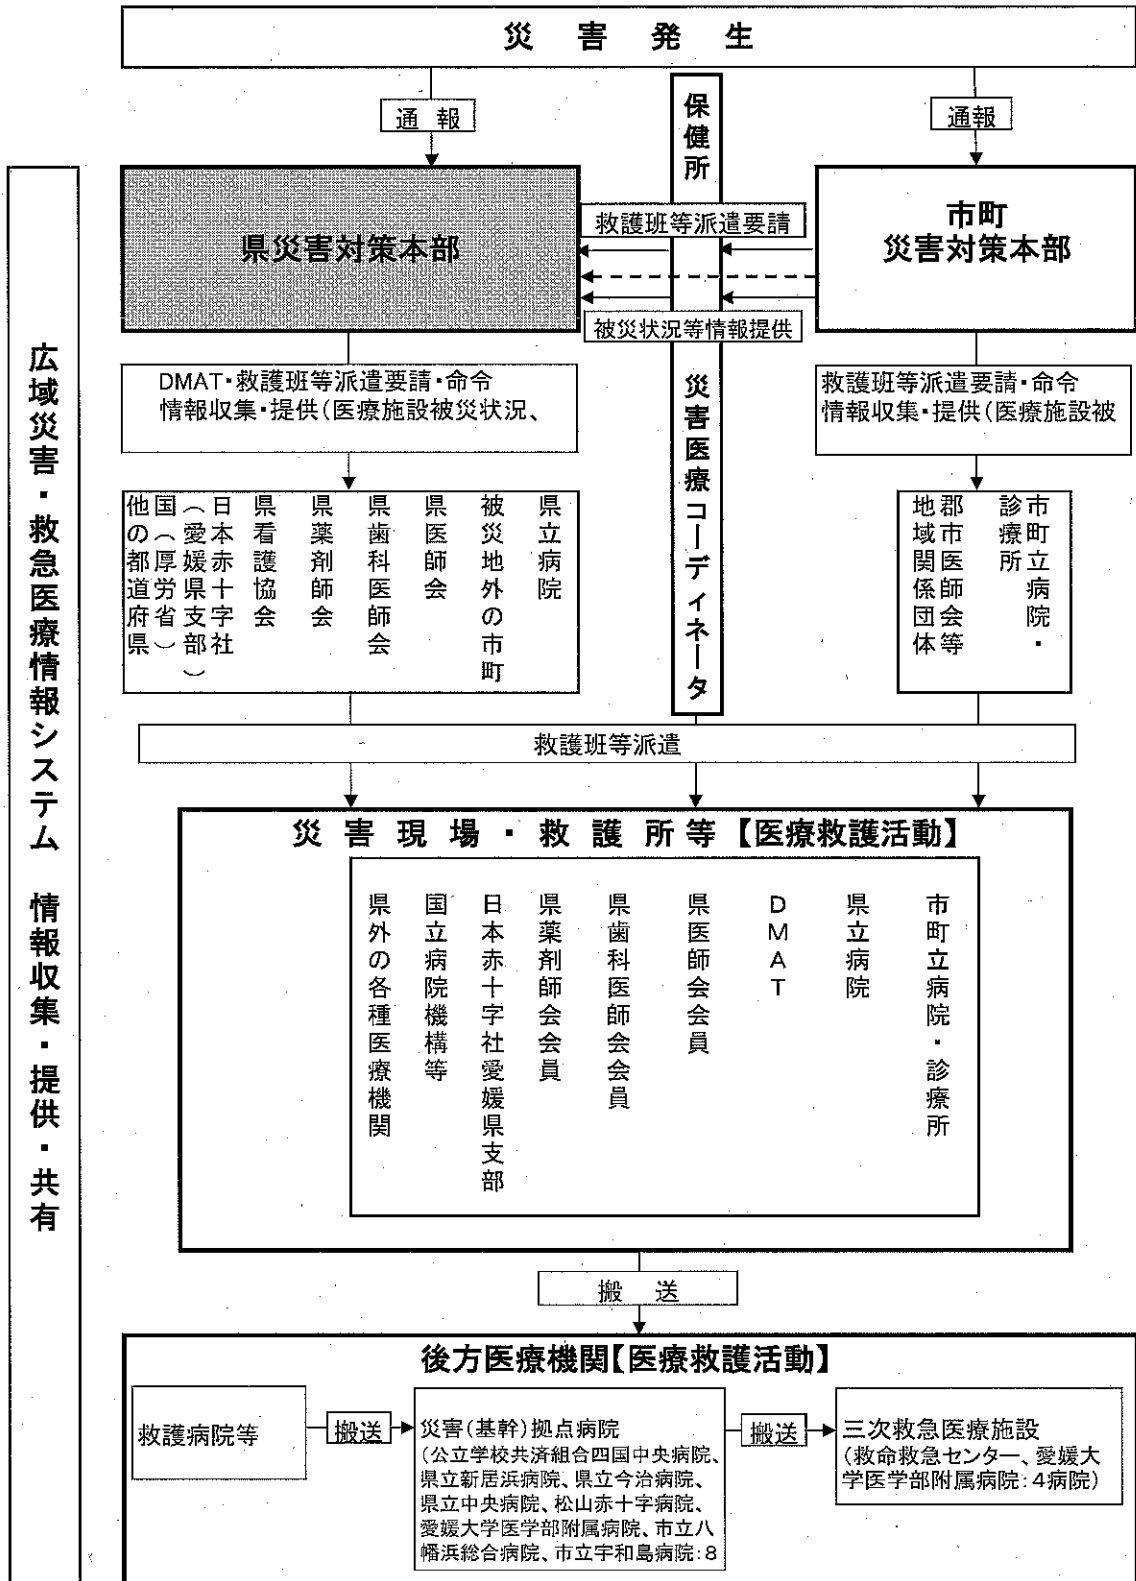 災害発生
通報
通報
保健所　災害医療コーディネータ
県災害対策本部
市町
災害対策本部
救護班等派遣要請
被災状況等情報提供
広域災害・救急医療情報システム　情報収集・提供・共有
DMAT・救護班等派遣要請・命令
情報収集・提供(医療施設被災状況、
救護班等派遣要請・命令
情報収集・提供(医療施設被
県立病院
被災地外の市町
県医師会
県歯科医師会
県薬剤師会
県看護協会
日本赤十字社
(愛媛県支部)
国(厚労省)
他の都道府県
市町立病院・
診療所
郡市医師会等
地域関係団体
救護班等派遣
災害現場・救護所等【医療救護活動】
市町立病院・診療所
県立病院
DMAT
県医師会会員
県歯科医師会会員
県薬剤師会会員
日本赤十字社愛媛県支部
国立病院機構等
県外の各種医療機関
搬送
後方医療機関【医療救護活動】
救護病院等
搬送
災害(基幹)拠点病院
(公立学校共済組合四国中央病院、
県立新居浜病院、県立今治病院、
県立中央病院、松山赤十字病院、
愛媛大学医学部附属病院、市立八
幡浜総合病院、市立宇和島病院:8
搬送
三次救急医療施設
(救命救急センター、愛媛大
学医学部附属病院:4病院)